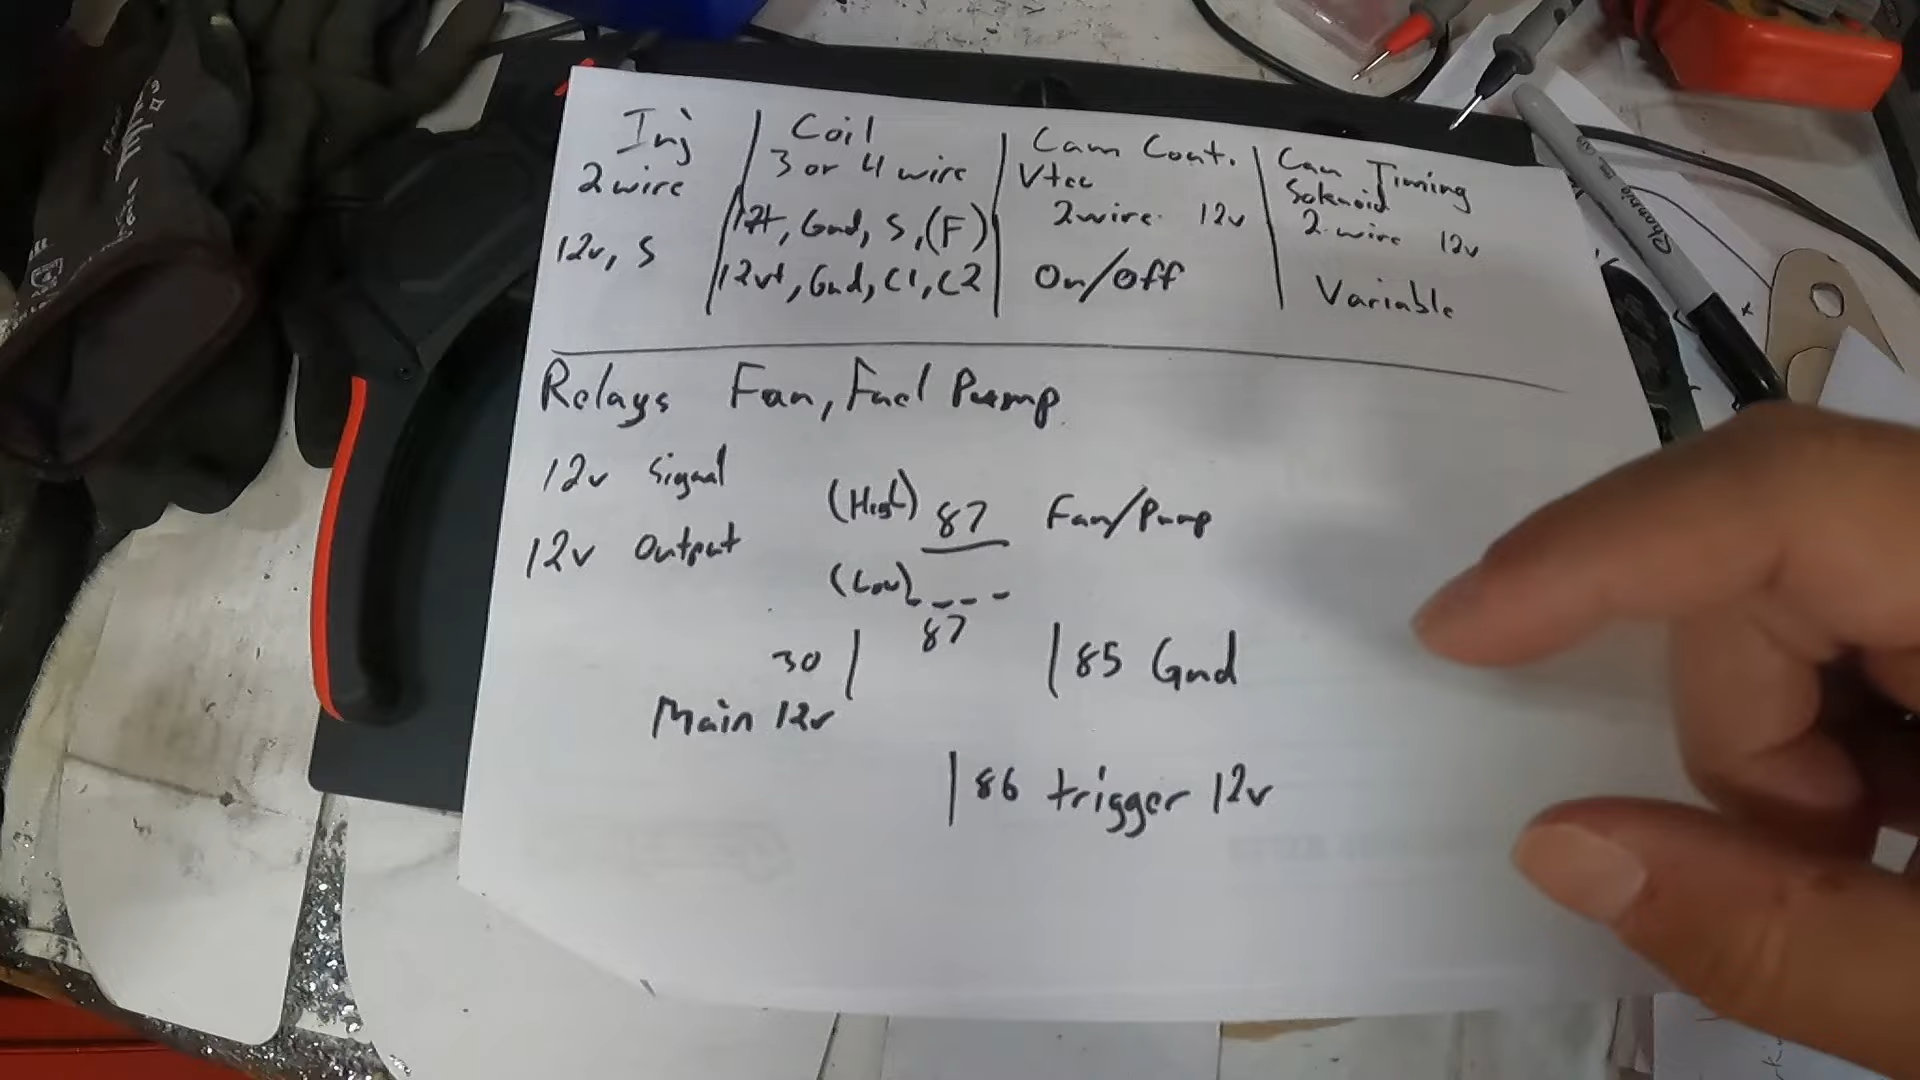 Inj
2 wire
12v, S
Coil
3 or 4 wire
12+, Gnd, S, (F)
12v+, Gnd, C1, C2
Cam Cont.
Vtec
2 wire 12v
On/Off
Cam Timing
Solenoid
2 wire 12v
Variable
Relays Fan, Fuel Pump
12v Signal
12v Output
(High) 87 Fan/Pump
(Low)
87
30
Main 12v
85 Gnd
86 trigger 12v
Sharpie